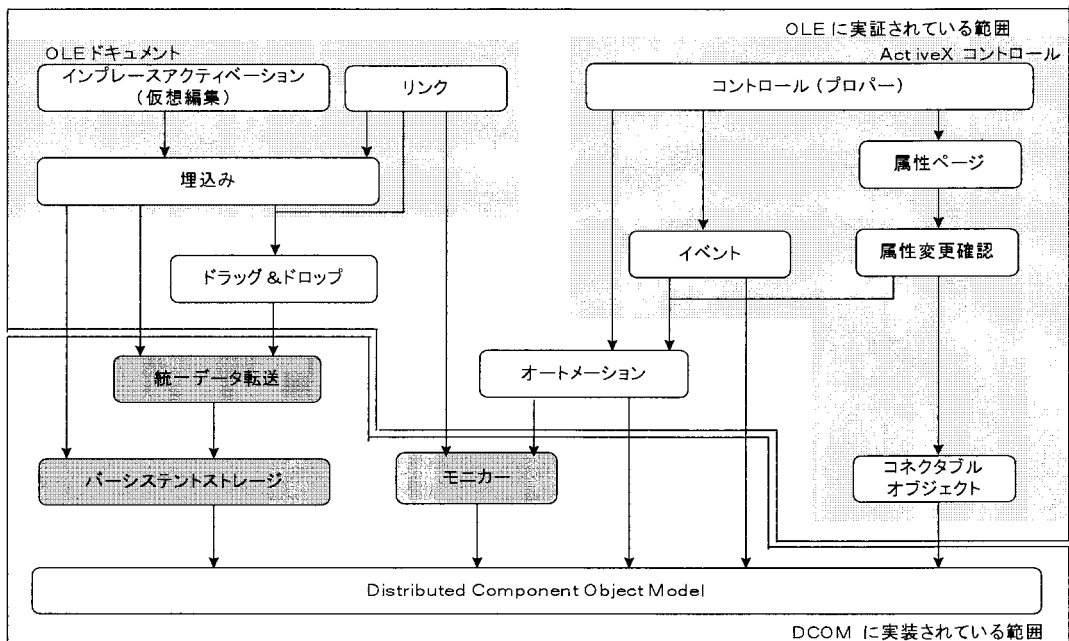 OLE に実証されている範囲
OLEドキュメント
ActiveX コントロール
インプレースアクティベーション
(仮想編集)
リンク
コントロール (プロパー)
属性ページ
埋込み
イベント
属性変更確認
ドラッグ&ドロップ
統一データ転送
オートメーション
パーシステントストレージ
モニカー
コネクタブル
オブジェクト
Distributed Component Object Model
DCOM に実装されている範囲